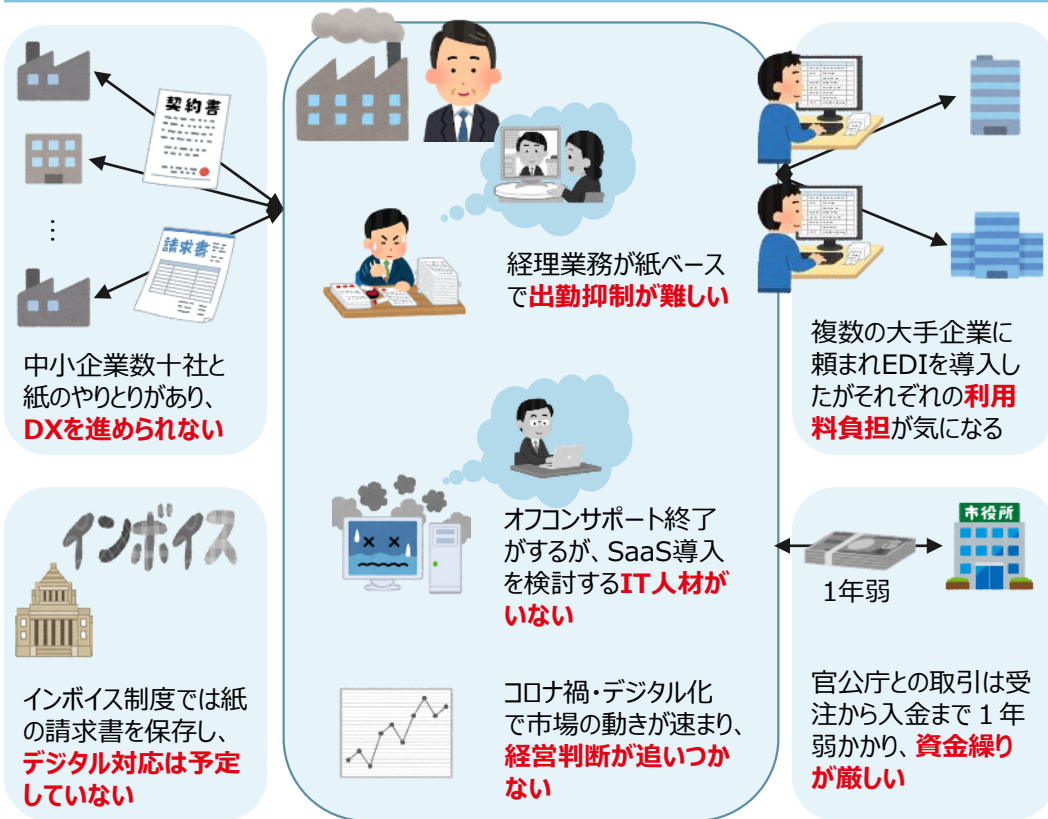 契約書
請求書
⋮
中小企業数十社と
紙のやりとりがあり、
DXを進められない
経理業務が紙ベース
で出勤抑制が難しい
複数の大手企業に
頼まれEDIを導入し
たがそれぞれの利用
料負担が気になる
オフコンサポート終了
がするが、SaaS導入
を検討するIT人材が
いない
コロナ禍・デジタル化
で市場の動きが速まり、
経営判断が追いつか
ない
インボイス
インボイス制度では紙
の請求書を保存し、
デジタル対応は予定
していない
市役所
1年弱
官公庁との取引は受
注から入金まで１年
弱かかり、資金繰り
が厳しい